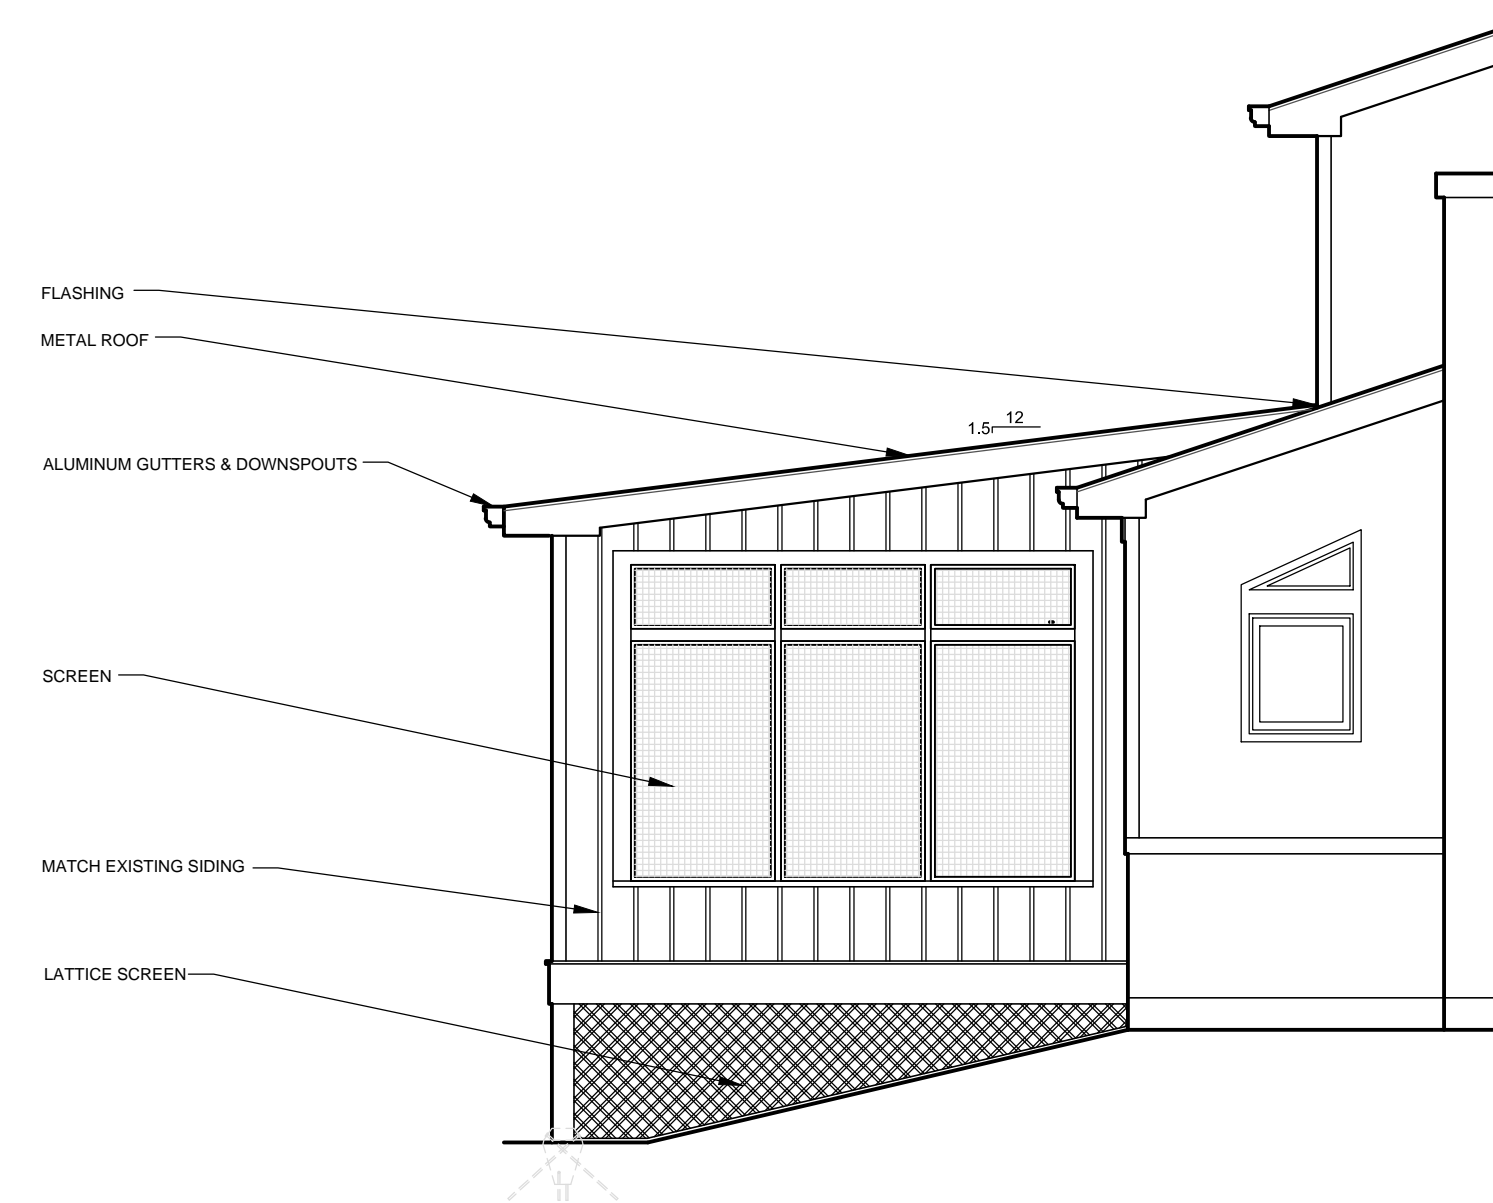 FLASHING
METAL ROOF
12
1.5
ALUMINUM GUTTERS & DOWNSPOUTS
SCREEN
MATCH EXISTING SIDING
LATTICE SCREEN